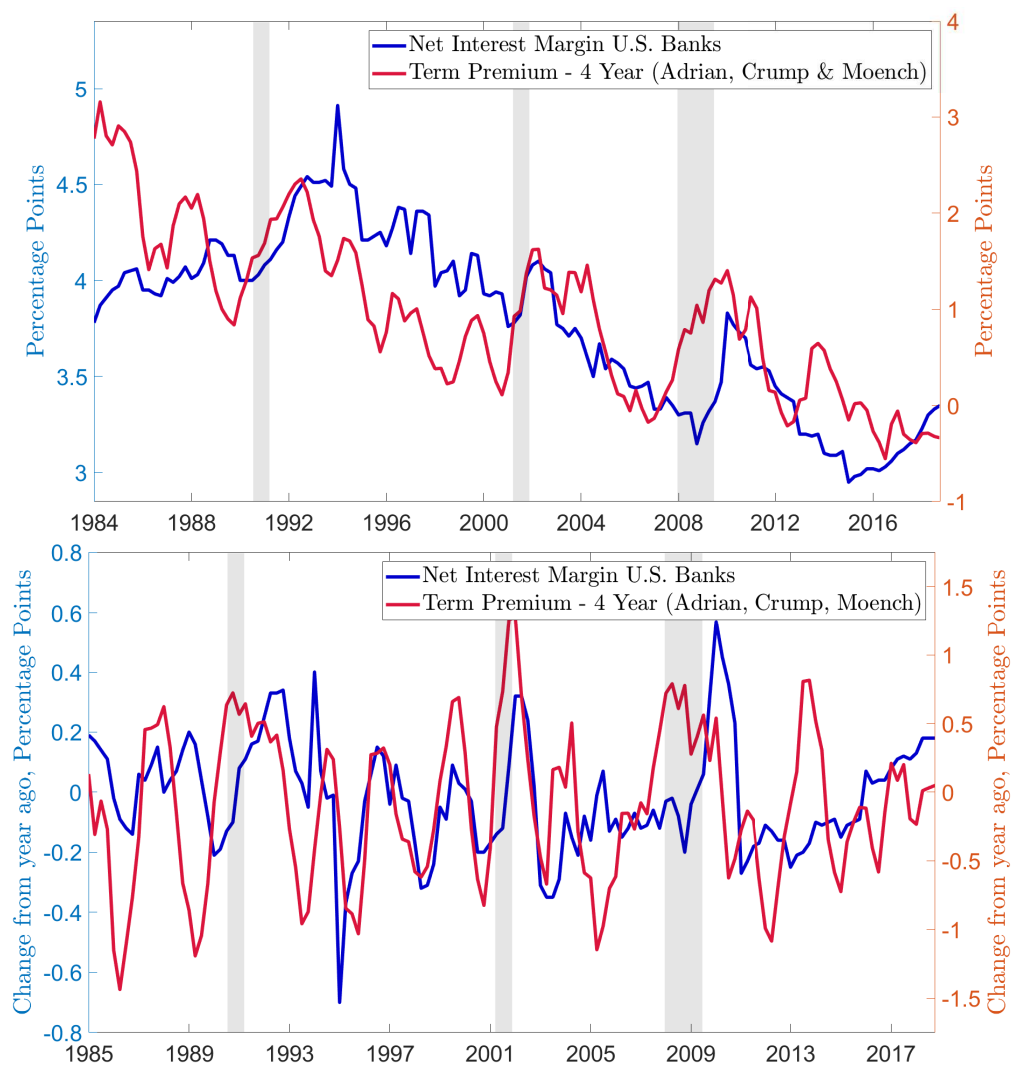 Net Interest Margin U.S. Banks
Term Premium - 4 Year (Adrian, Crump & Moench)
Percentage Points
5
4.5
4
3.5
3
4
3
2
1
0
-1
Percentage Points
1984 1988 1992 1996 2000 2004 2008 2012 2016
Net Interest Margin U.S. Banks
Term Premium - 4 Year (Adrian, Crump, Moench)
Change from year ago, Percentage Points
0.8
0.6
0.4
0.2
0
-0.2
-0.4
-0.6
-0.8
1.5
1
0.5
0
-0.5
-1
-1.5
Change from year ago, Percentage Points
1985 1989 1993 1997 2001 2005 2009 2013 2017